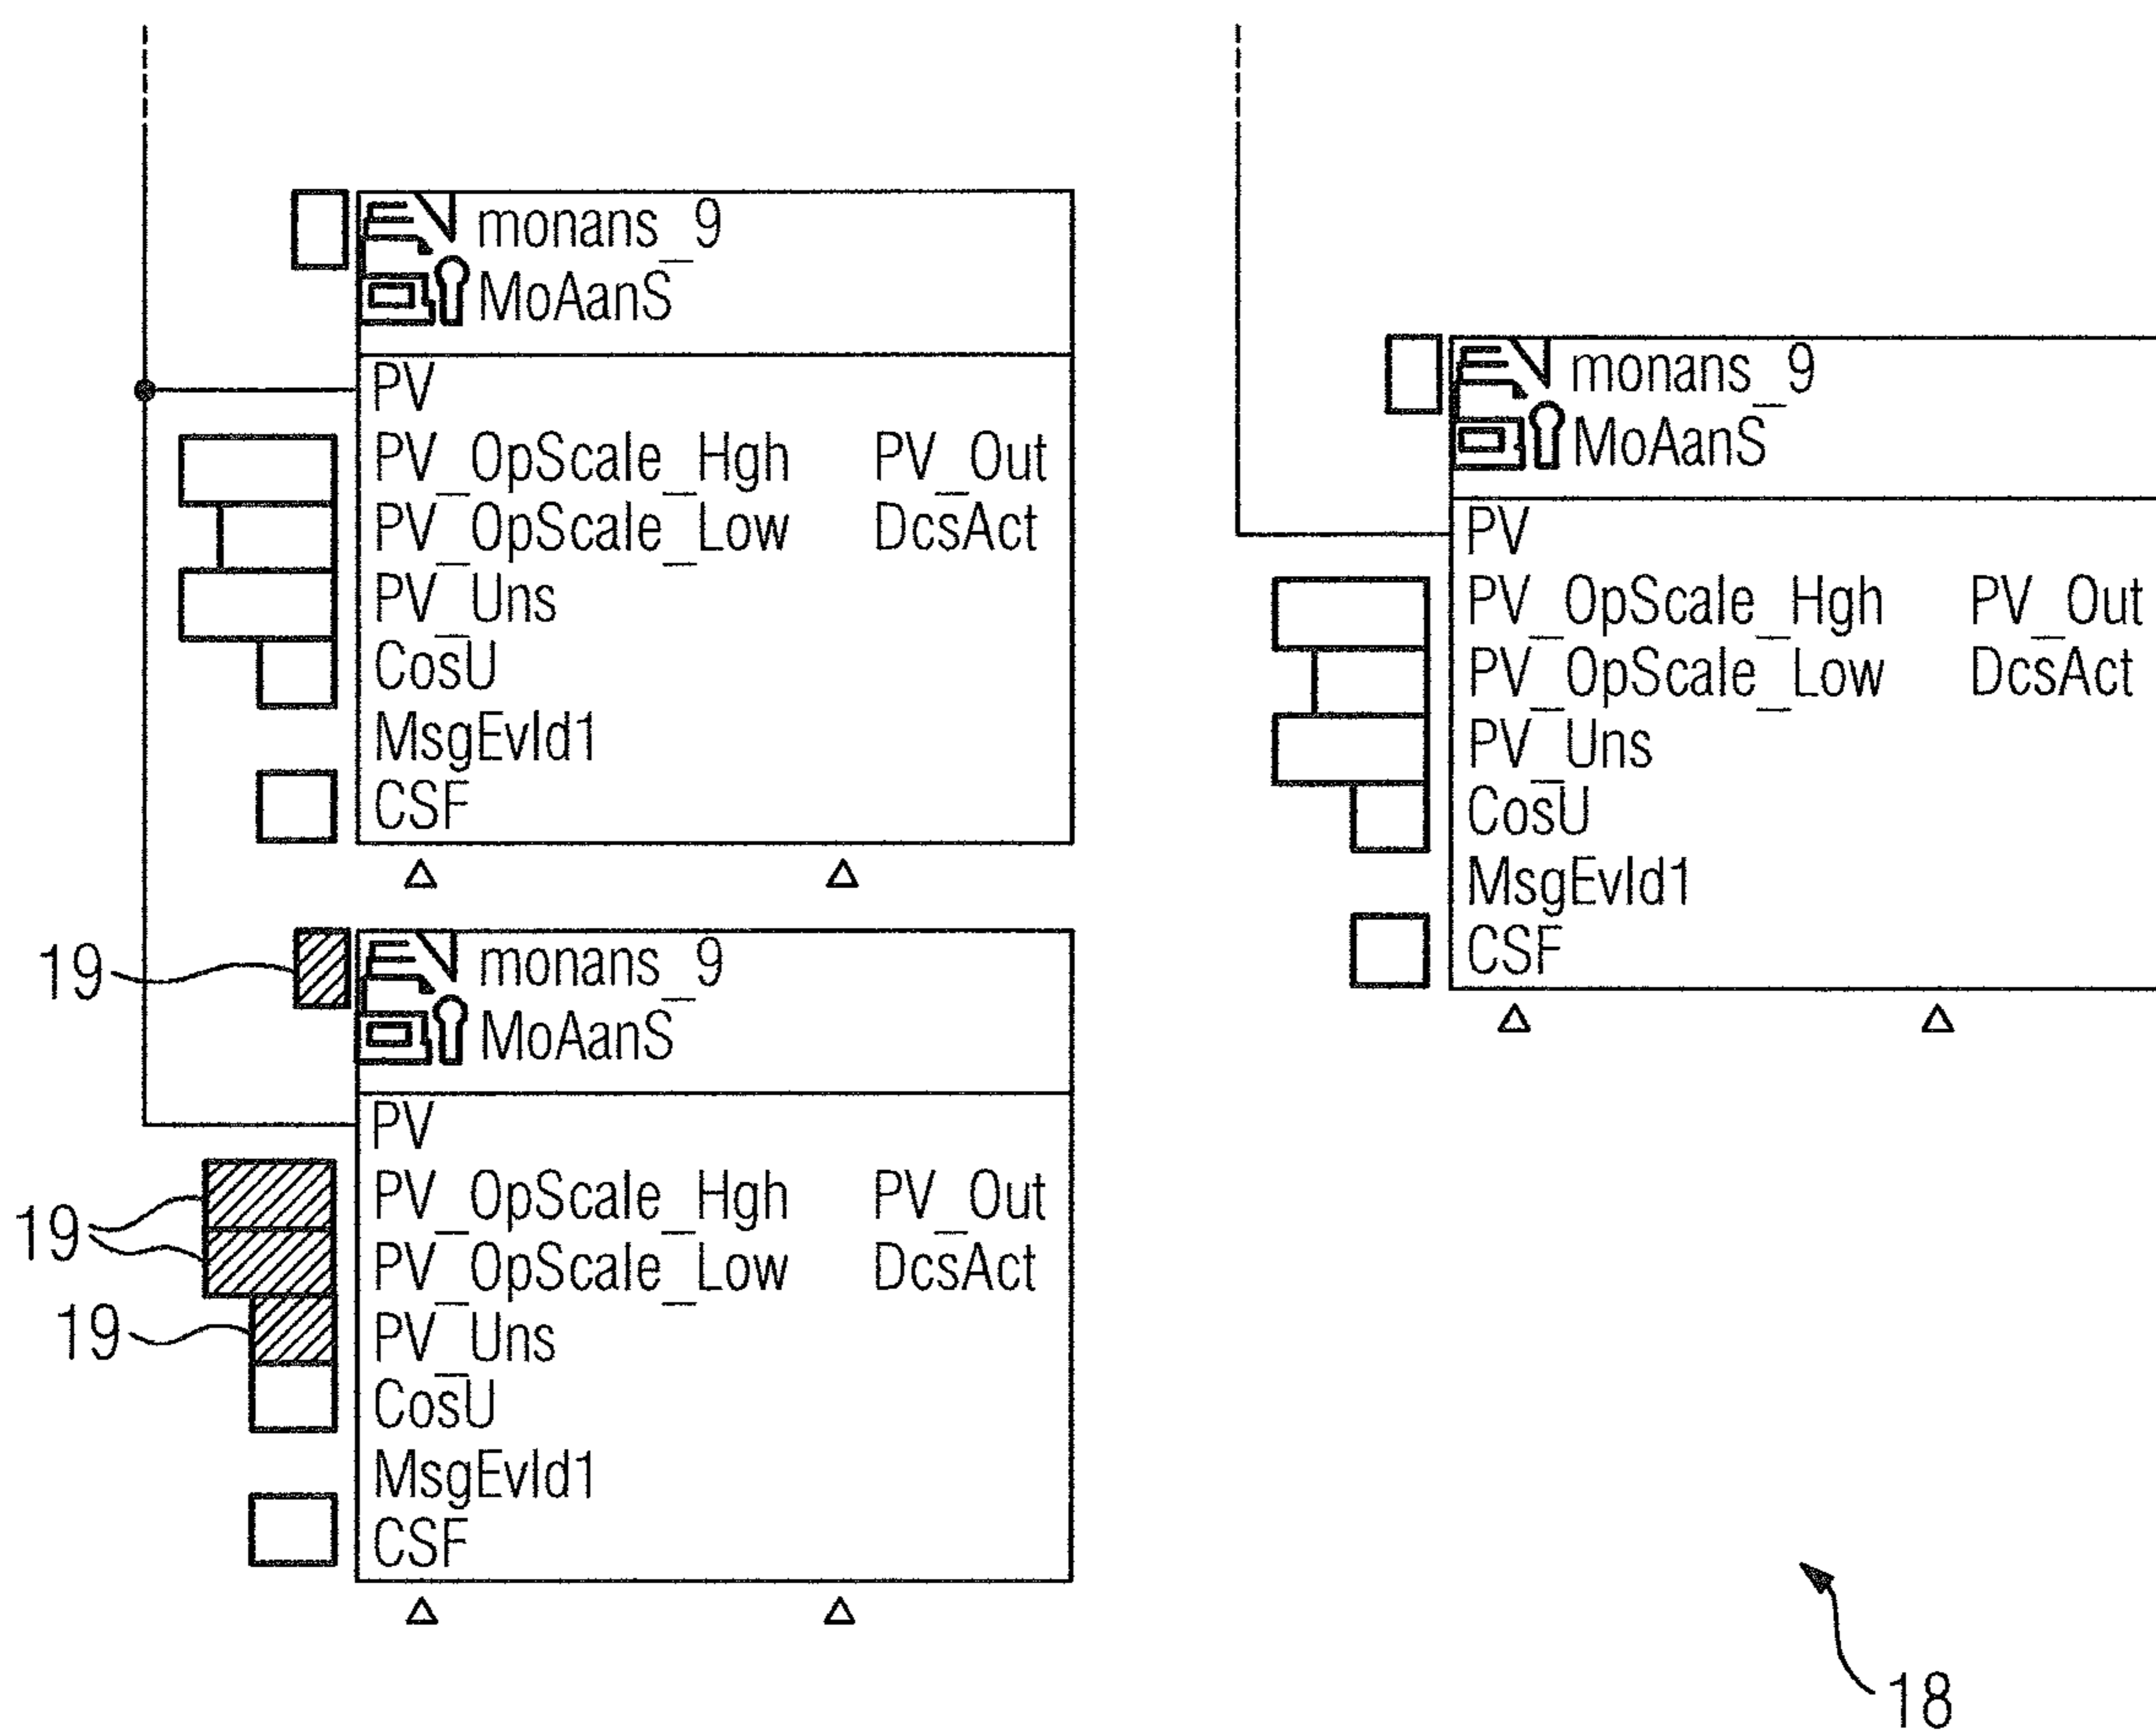 monans_9
MoAanS
PV
PV_OpScale_Hgh PV_Out
PV_OpScale_Low DcsAct
PV_Uns
CosU
MsgEvId1
CSF
19
monans_9
MoAanS
PV
19
PV_OpScale_Hgh PV_Out
PV_OpScale_Low DcsAct
19
PV_Uns
CosU
MsgEvId1
CSF
monans_9
MoAanS
PV
PV_OpScale_Hgh PV_Out
PV_OpScale_Low DcsAct
PV_Uns
CosU
MsgEvId1
CSF
18